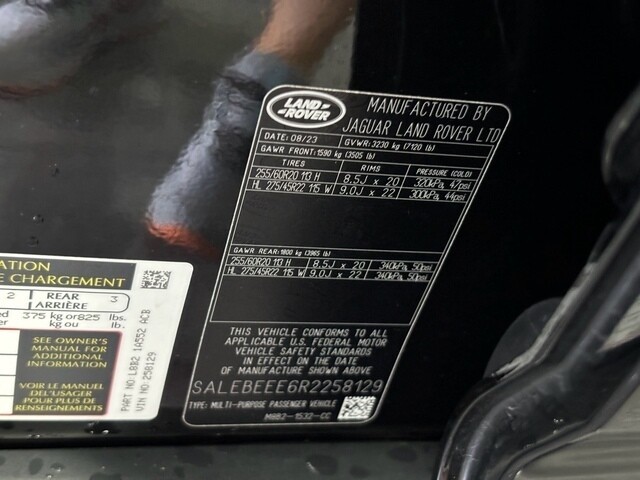 LAND-
-ROVER
MANUFACTURED BY
JAGUAR LAND ROVER LTD
DATE: 08/23 GVWR: 3230 kg (7120 lb)
GAWR FRONT: 1590 kg (3505 lb)
TIRES RIMS PRESSURE (COLD)
255/60R20 113 H 8.5J x 20 320kPa, 47psi
HL 275/45R22 115 W 9.0J x 22 300kPa, 44psi
GAWR REAR: 1800 kg (3965 lb)
255/60R20 113 H 8.5J x 20 340kPa, 50psi
HL 275/45R22 115 W 9.0J x 22 340kPa, 50psi
THIS VEHICLE CONFORMS TO ALL
APPLICABLE U.S. FEDERAL MOTOR
VEHICLE SAFETY STANDARDS
IN EFFECT ON THE DATE
OF MANUFACTURE SHOWN ABOVE
SALEBEEE6R2258129
TYPE: MULTI-PURPOSE PASSENGER VEHICLE
M8B2-1532-CC
ATION
E CHARGEMENT
2 REAR 3
ARRIÈRE
375 kg or 825 lbs.
kg ou lb.
SEE OWNER'S
MANUAL FOR
ADDITIONAL
INFORMATION
VOIR LE MANUEL
DEL'USAGER
POUR PLUS DE
RENSEIGNEMENTS
PART NO:L8B2 1A552 ACB
VIN NO 258129